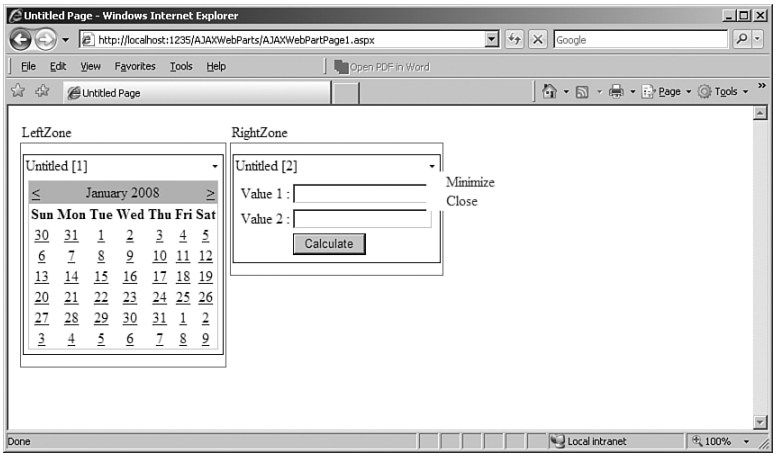 Untitled Page - Windows Internet Explorer
http://localhost:1235/AJAXWebParts/AJAXWebPartPage1.aspx
Google
File Edit View Favorites Tools Help
Open PDF in Word
Untitled Page
Page Tools »
LeftZone
RightZone
Untitled [1]
< January 2008 >
Sun Mon Tue Wed Thu Fri Sat
30 31 1 2 3 4 5
6 7 8 9 10 11 12
13 14 15 16 17 18 19
20 21 22 23 24 25 26
27 28 29 30 31 1 2
3 4 5 6 7 8 9
Untitled [2]
Value 1 :
Value 2 :
Calculate
Minimize
Close
Done
Local intranet
100%